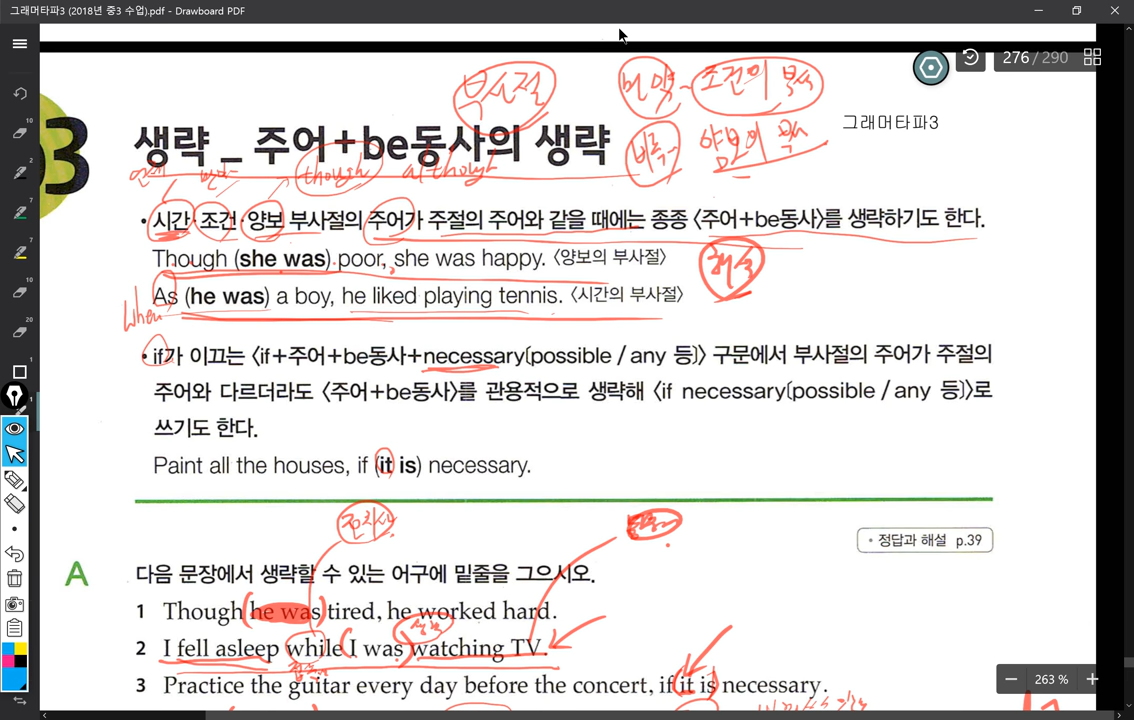 그래머타파3 (2018년 중3 수업).pdf - Drawboard PDF
276 / 290
부사절
만약~ 조건의 부사
비록~ 양보의 부사
그래머타파3
3 생략 _ 주어+be동사의 생략
though although
• 시간·조건·양보 부사절의 주어가 주절의 주어와 같을 때에는 종종 〈주어+be동사〉를 생략하기도 한다.
Though (she was) poor, she was happy. 〈양보의 부사절〉
해석
As (he was) a boy, he liked playing tennis. 〈시간의 부사절〉
When
• if가 이끄는 〈if+주어+be동사+necessary(possible / any 등)〉 구문에서 부사절의 주어가 주절의
주어와 다르더라도 〈주어+be동사〉를 관용적으로 생략해 〈if necessary(possible / any 등)〉로
쓰기도 한다.
Paint all the houses, if (it is) necessary.
전치사
• 정답과 해설 p.39
A 다음 문장에서 생략할 수 있는 어구에 밑줄을 그으시오.
1 Though he was tired, he worked hard.
생략
2 I fell asleep while I was watching TV.
3 Practice the guitar every day before the concert, if it is necessary.
263 %